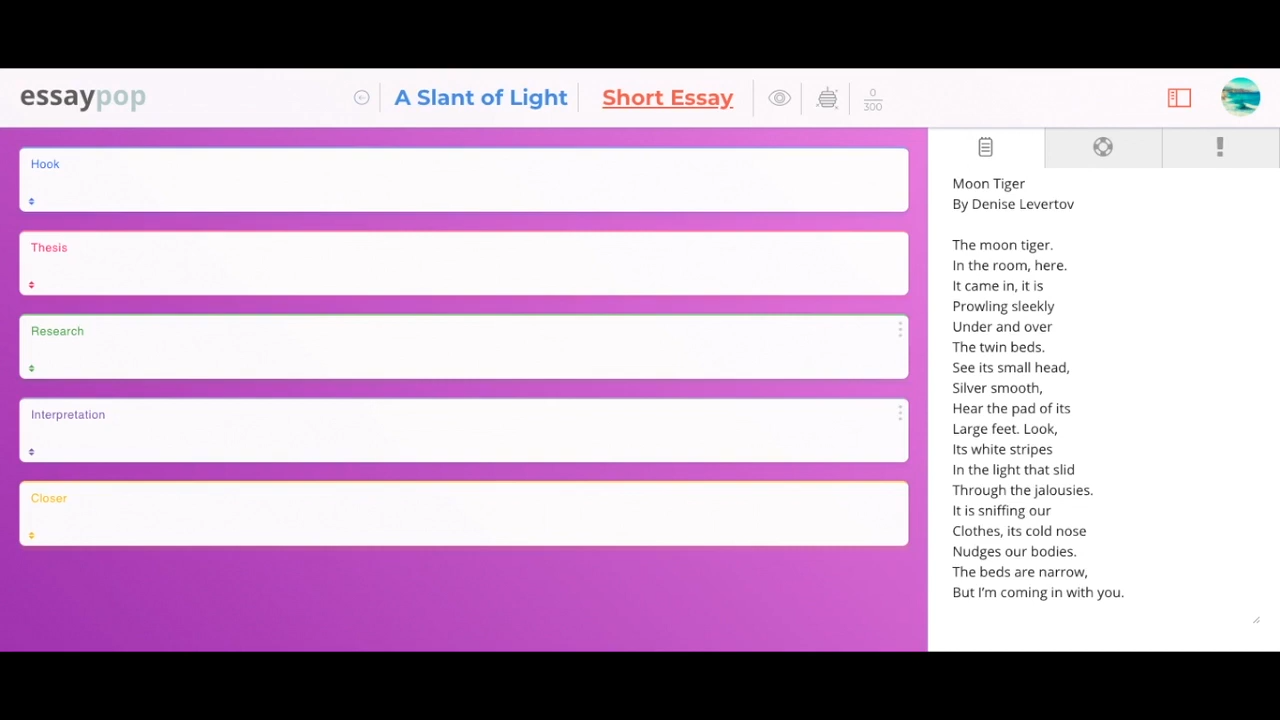 essaypop
A Slant of Light
Short Essay
0
300
Hook
Thesis
Research
Interpretation
Closer
Moon Tiger
By Denise Levertov
The moon tiger.
In the room, here.
It came in, it is
Prowling sleekly
Under and over
The twin beds.
See its small head,
Silver smooth,
Hear the pad of its
Large feet. Look,
Its white stripes
In the light that slid
Through the jalousies.
It is sniffing our
Clothes, its cold nose
Nudges our bodies.
The beds are narrow,
But I’m coming in with you.